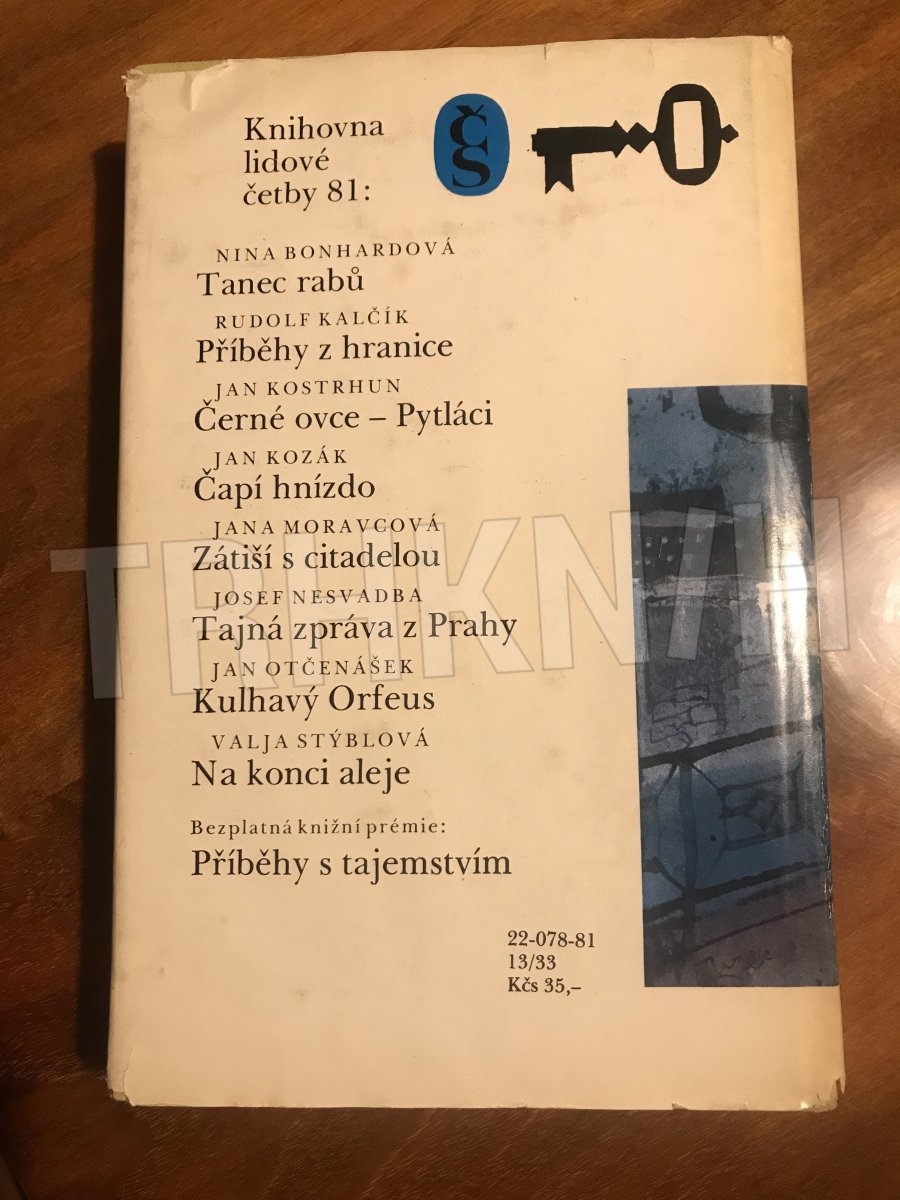 Knihovna
lidové
četby 81:
ČS
NINA BONHARDOVÁ
Tanec rabů
RUDOLF KALČÍK
Příběhy z hranice
JAN KOSTRHUN
Černé ovce – Pytláci
JAN KOZÁK
Čapí hnízdo
JANA MORAVCOVÁ
Zátiší s citadelou
JOSEF NESVADBA
Tajná zpráva z Prahy
JAN OTČENÁŠEK
Kulhavý Orfeus
VALJA STÝBLOVÁ
Na konci aleje
Bezplatná knižní prémie:
Příběhy s tajemstvím
22-078-81
13/33
Kčs 35,–
TRHKNIH